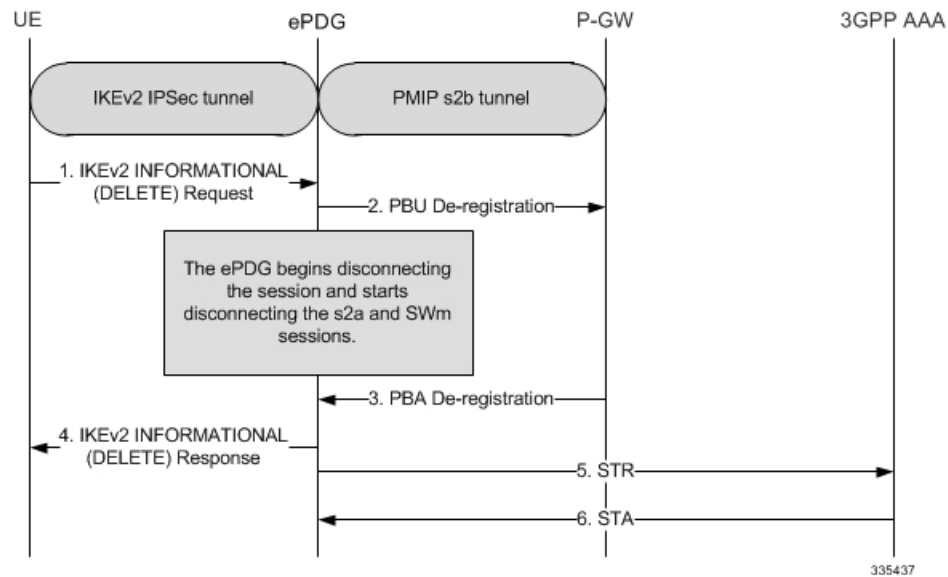 UE
ePDG
P-GW
3GPP AAA
IKEv2 IPSec tunnel
PMIP s2b tunnel
1. IKEv2 INFORMATIONAL
(DELETE) Request
2. PBU De-registration
The ePDG begins disconnecting
the session and starts
disconnecting the s2a and SWm
sessions.
3. PBA De-registration
4. IKEv2 INFORMATIONAL
(DELETE) Response
5. STR
6. STA
335437